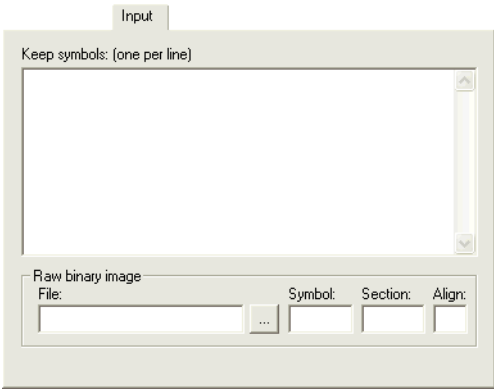 Input
Keep symbols: (one per line)
Raw binary image
File: Symbol: Section: Align:
...